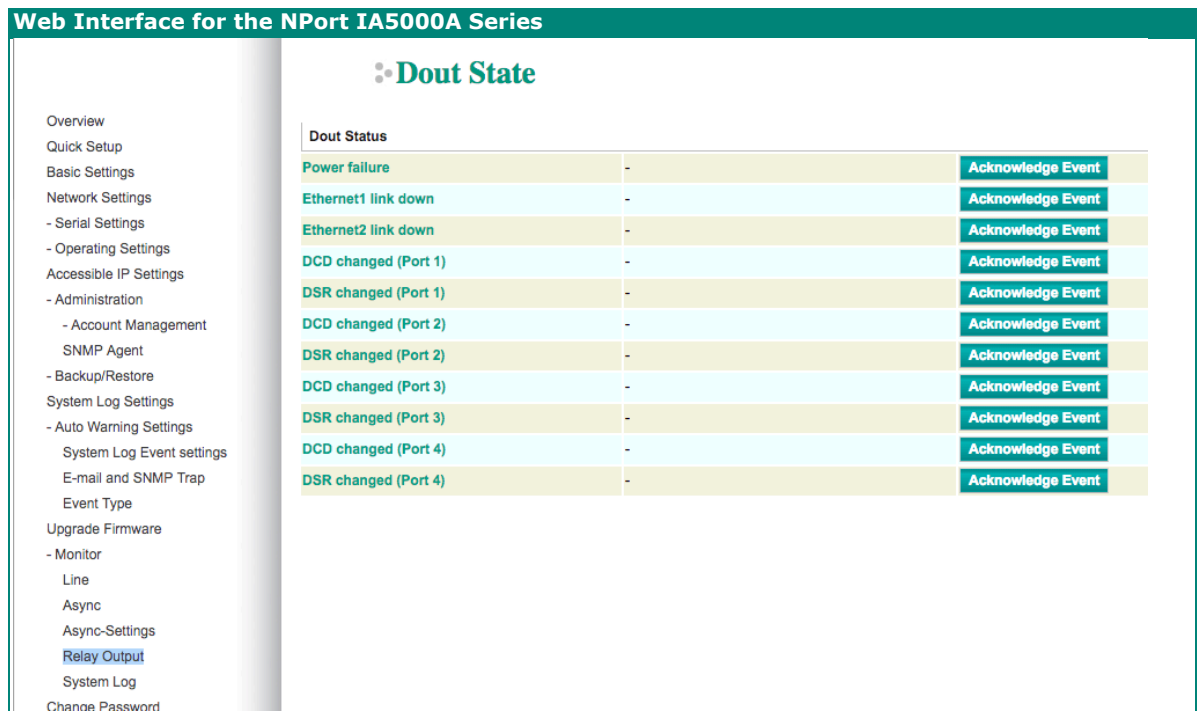 Web Interface for the NPort IA5000A Series
Dout State
Overview
Quick Setup
Basic Settings
Network Settings
- Serial Settings
- Operating Settings
Accessible IP Settings
- Administration
- Account Management
SNMP Agent
- Backup/Restore
System Log Settings
- Auto Warning Settings
System Log Event settings
E-mail and SNMP Trap
Event Type
Upgrade Firmware
- Monitor
Line
Async
Async-Settings
Relay Output
System Log
Change Password
Dout Status
Power failure - Acknowledge Event
Ethernet1 link down - Acknowledge Event
Ethernet2 link down - Acknowledge Event
DCD changed (Port 1) - Acknowledge Event
DSR changed (Port 1) - Acknowledge Event
DCD changed (Port 2) - Acknowledge Event
DSR changed (Port 2) - Acknowledge Event
DCD changed (Port 3) - Acknowledge Event
DSR changed (Port 3) - Acknowledge Event
DCD changed (Port 4) - Acknowledge Event
DSR changed (Port 4) - Acknowledge Event